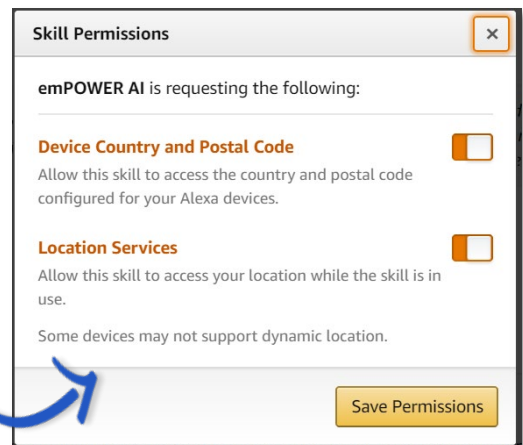 Skill Permissions
×
emPOWER AI is requesting the following:
Device Country and Postal Code
Allow this skill to access the country and postal code
configured for your Alexa devices.
Location Services
Allow this skill to access your location while the skill is in
use.
Some devices may not support dynamic location.
Save Permissions